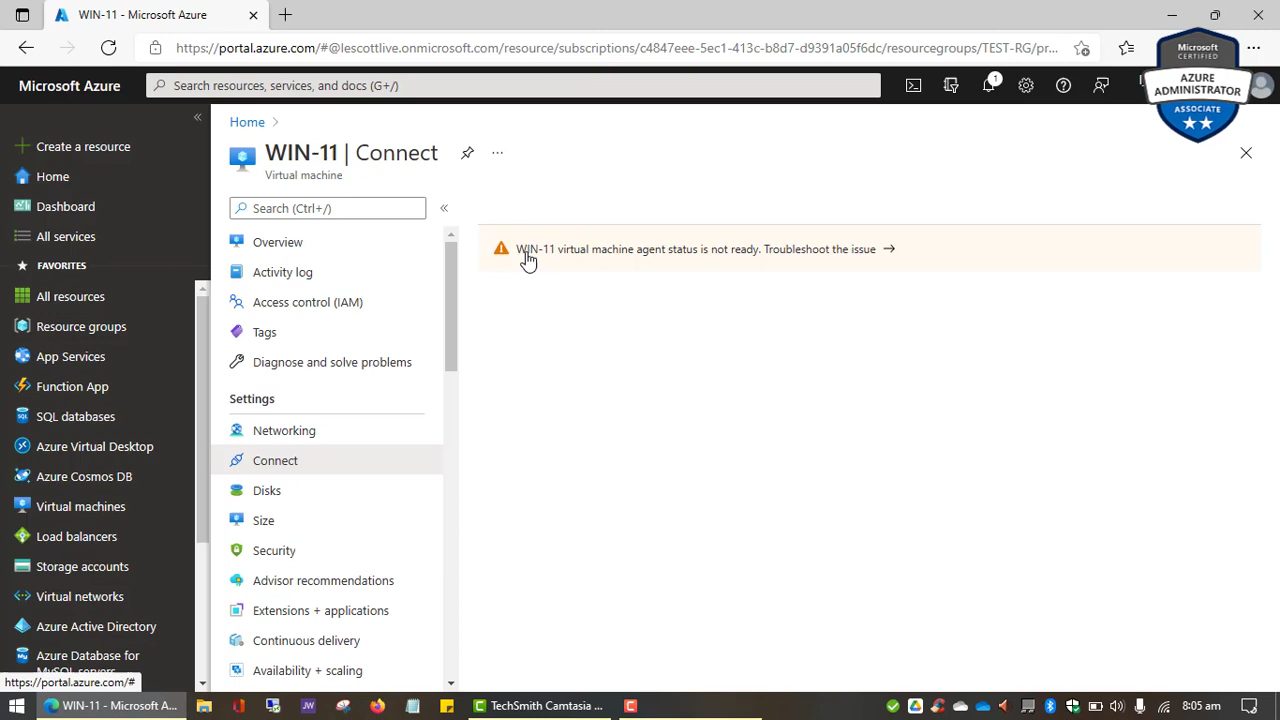 WIN-11 - Microsoft Azure
https://portal.azure.com/#@lescottlive.onmicrosoft.com/resource/subscriptions/c4847eee-5ec1-413c-b8d7-d9391a05f6dc/resourcegroups/TEST-RG/pr...
Microsoft
CERTIFIED
AZURE
ADMINISTRATOR
ASSOCIATE
Microsoft Azure
Search resources, services, and docs (G+/)
1
Create a resource
Home
Dashboard
All services
FAVORITES
All resources
Resource groups
App Services
Function App
SQL databases
Azure Virtual Desktop
Azure Cosmos DB
Virtual machines
Load balancers
Storage accounts
Virtual networks
Azure Active Directory
Azure Database for
MySQL servers
https://portal.azure.com/#
Home
WIN-11 | Connect
Virtual machine
Search (Ctrl+/)
Overview
Activity log
Access control (IAM)
Tags
Diagnose and solve problems
Settings
Networking
Connect
Disks
Size
Security
Advisor recommendations
Extensions + applications
Continuous delivery
Availability + scaling
WIN-11 virtual machine agent status is not ready. Troubleshoot the issue →
WIN-11 - Microsoft A...
JW
TechSmith Camtasia ...
8:05 am